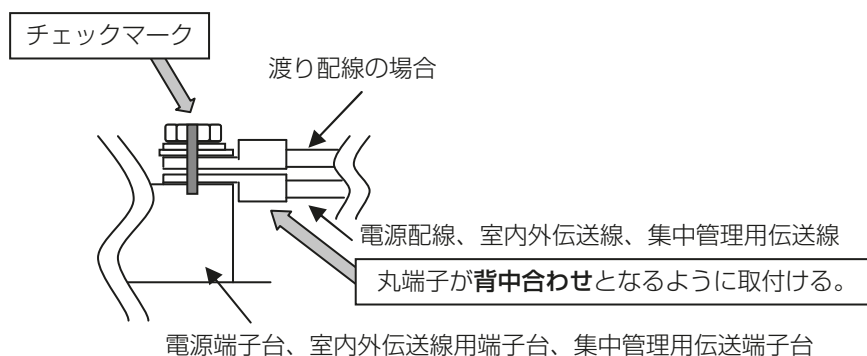 チェックマーク
渡り配線の場合
電源配線、室内外伝送線、集中管理用伝送線
丸端子が背中合わせとなるように取付ける。
電源端子台、室内外伝送線用端子台、集中管理用伝送端子台